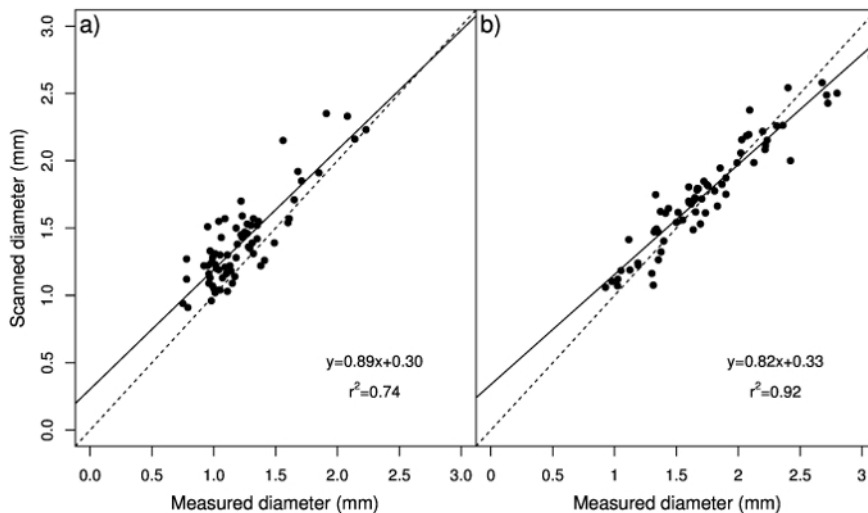 a)
b)
Scanned diameter (mm)
3.0
2.5
2.0
1.5
1.0
0.5
0.0
y=0.89x+0.30
r²=0.74
y=0.82x+0.33
r²=0.92
0.0 0.5 1.0 1.5 2.0 2.5 3.0
0 0.5 1 1.5 2 2.5 3
Measured diameter (mm)
Measured diameter (mm)